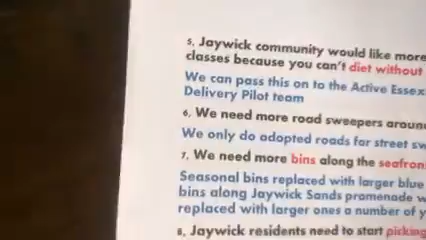 5. Jaywick community would like more
classes because you can't diet without
We can pass this on to the Active Essex
Delivery Pilot team
6. We need more road sweepers aroun
We only do adopted roads for street sw
7. We need more bins along the seafron
Seasonal bins replaced with larger blue
bins along Jaywick Sands promenade w
replaced with larger ones a number of y
8. Jaywick residents need to start picking